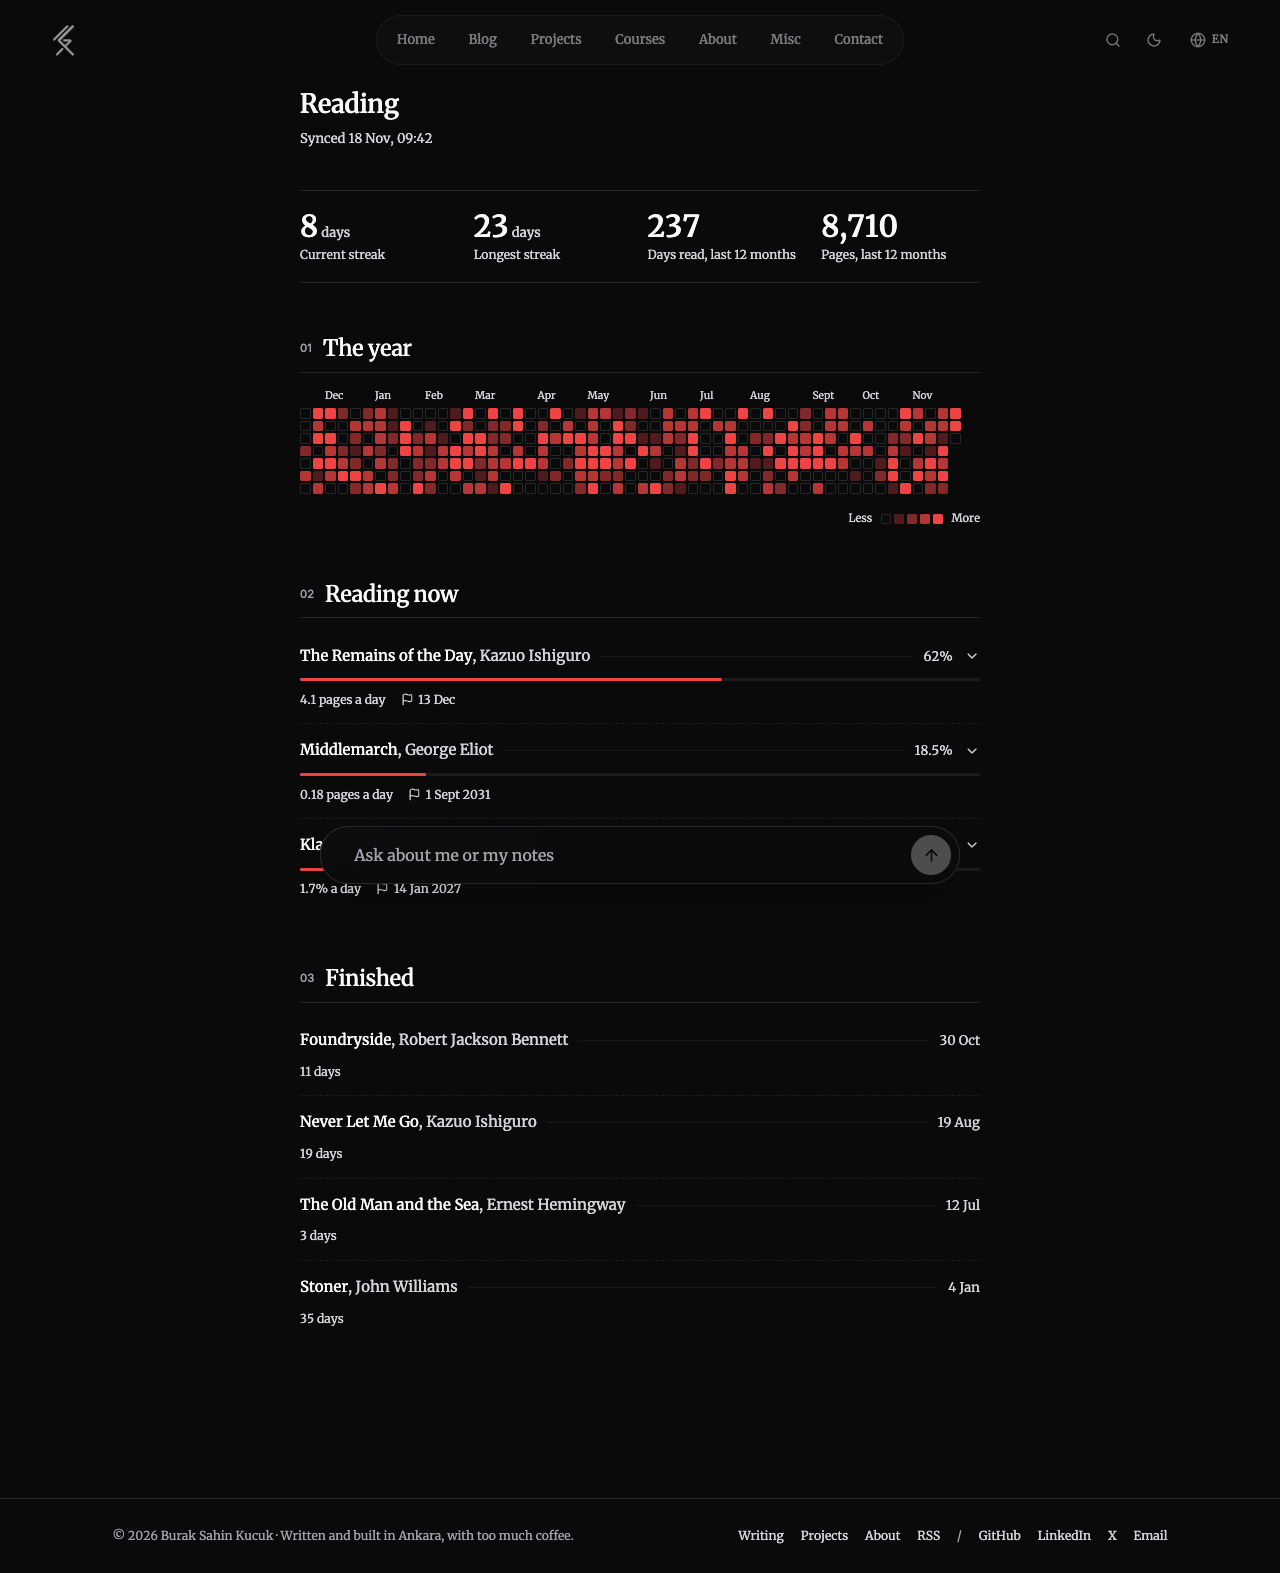 Home Blog Projects Courses About Misc Contact EN
Reading
Synced 18 Nov, 09:42
8 days 23 days 237 8,710
Current streak Longest streak Days read, last 12 months Pages, last 12 months
01 The year
Dec Jan Feb Mar Apr May Jun Jul Aug Sept Oct Nov
Less More
02 Reading now
The Remains of the Day, Kazuo Ishiguro 62%
4.1 pages a day 13 Dec
Middlemarch, George Eliot 18.5%
0.18 pages a day 1 Sept 2031
Ask about me or my notes
1.7% a day 14 Jan 2027
03 Finished
Foundryside, Robert Jackson Bennett 30 Oct
11 days
Never Let Me Go, Kazuo Ishiguro 19 Aug
19 days
The Old Man and the Sea, Ernest Hemingway 12 Jul
3 days
Stoner, John Williams 4 Jan
35 days
© 2026 Burak Sahin Kucuk · Written and built in Ankara, with too much coffee. Writing Projects About RSS / GitHub LinkedIn X Email